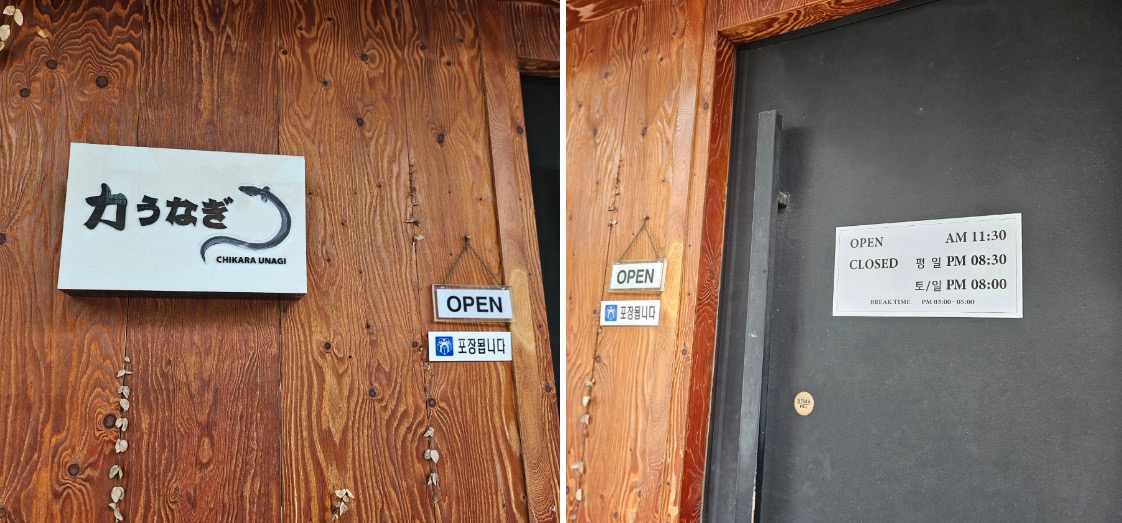 力うなぎ
CHIKARA UNAGI
OPEN
포장됩니다
OPEN
포장됩니다
OPEN AM 11:30
CLOSED 평 일 PM 08:30
토/일 PM 08:00
BREAK TIME PM 03:00 - 05:00